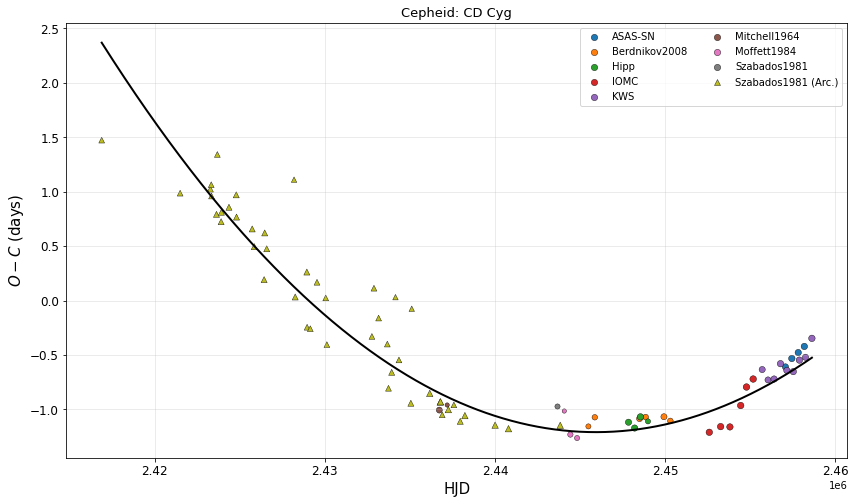 Cepheid: CD Cyg
ASAS-SN
Berdnikov2008
Hipp
IOMC
KWS
Mitchell1964
Moffett1984
Szabados1981
Szabados1981 (Arc.)
O − C (days)
2.5
2.0
1.5
1.0
0.5
0.0
−0.5
−1.0
2.42
2.43
2.44
2.45
2.46
1e6
HJD